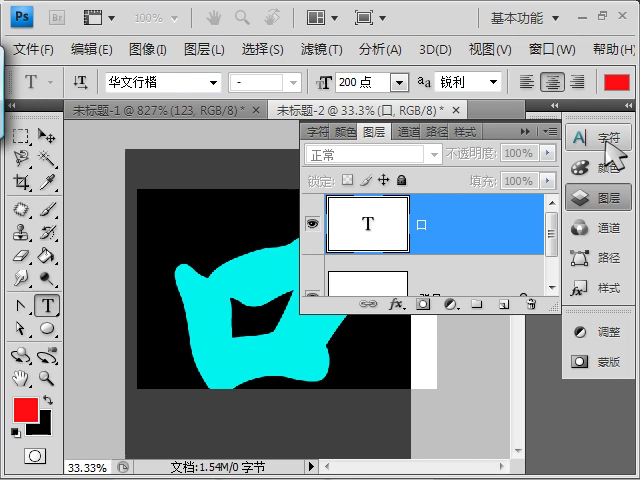 Ps Br 100% 基本功能
文件(F) 编辑(E) 图像(I) 图层(L) 选择(S) 滤镜(T) 分析(A) 3D(D) 视图(V) 窗口(W) 帮助(H)
T T 华文行楷 - T 200 点 aa 锐利
未标题-1 @ 827% (123, RGB/8) * × 未标题-2 @ 33.3% (口, RGB/8) * ×
字符 颜色 图层 通道 路径 样式
正常 不透明度: 100%
锁定: 填充: 100%
T 口
fx
A 字符
颜色
图层
通道
路径
样式
调整
蒙版
T
33.33% 文档:1.54M/0 字节